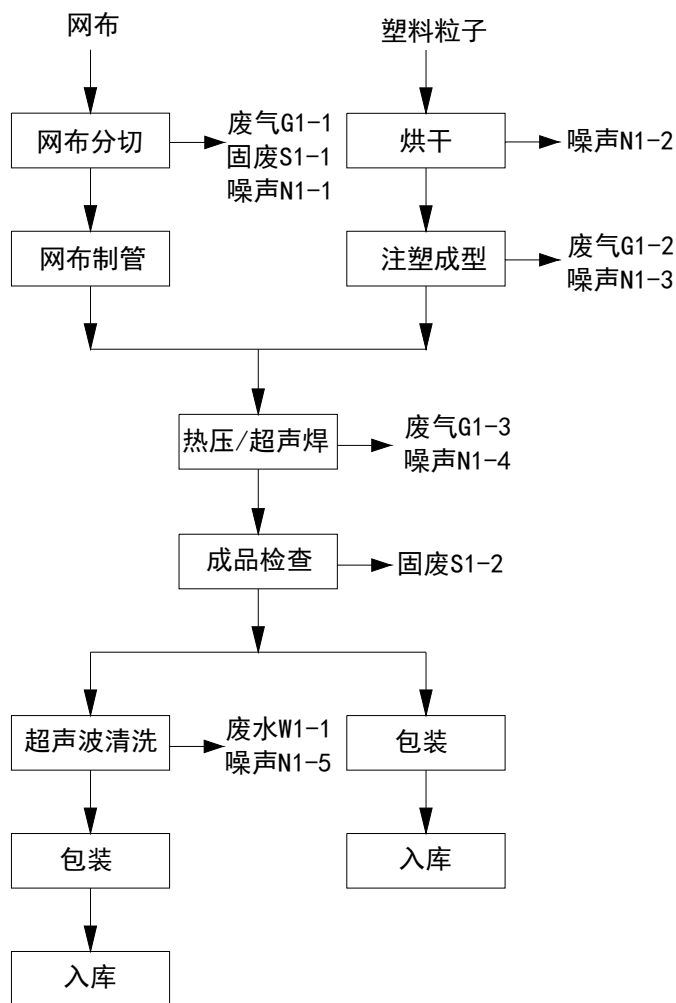 网布
塑料粒子
网布分切
废气G1-1
固废S1-1
噪声N1-1
烘干
噪声N1-2
网布制管
注塑成型
废气G1-2
噪声N1-3
热压/超声焊
废气G1-3
噪声N1-4
成品检查
固废S1-2
超声波清洗
废水W1-1
噪声N1-5
包装
包装
入库
入库